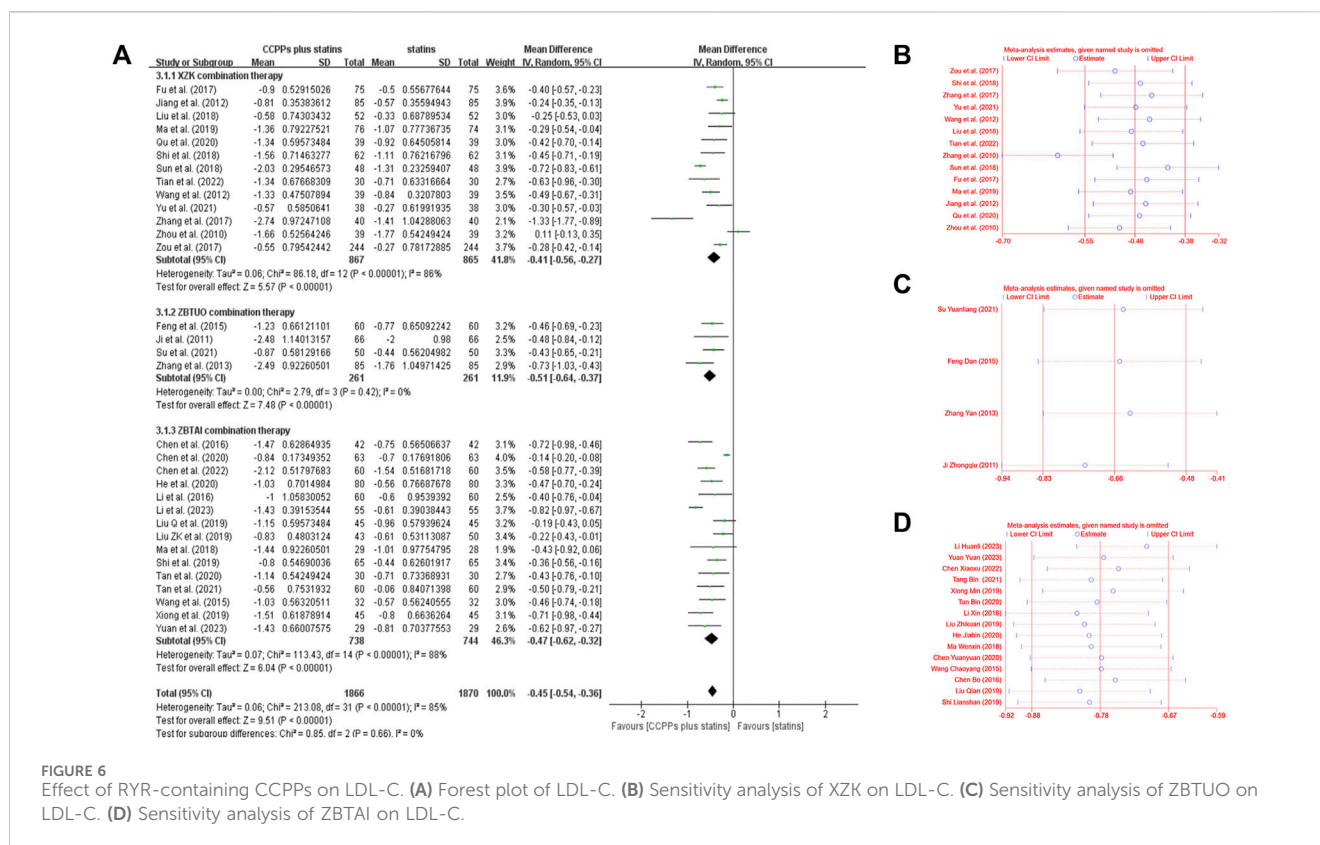 A
CCPPs plus statins statins Mean Difference Mean Difference
Study or Subgroup Mean SD Total Mean SD Total Weight IV, Random, 95% CI IV, Random, 95% CI
3.1.1 XZK combination therapy
Fu et al. (2017) -0.9 0.52915026 75 -0.5 0.55677644 75 3.7% -0.40 [-0.57, -0.23]
Jiang et al. (2012) -0.81 0.35383612 85 -0.57 0.35594943 85 4.1% -0.24 [-0.35, -0.13]
Liu et al. (2018) -0.58 0.74303432 52 -0.33 0.68789534 52 2.9% -0.25 [-0.53, 0.03]
Ma et al. (2019) -1.36 0.79227521 76 -1.07 0.77736735 74 3.1% -0.29 [-0.54, -0.04]
Qu et al. (2020) -1.34 0.59573484 39 -0.92 0.64505814 39 2.9% -0.42 [-0.70, -0.14]
Shi et al. (2018) -1.56 0.71463277 62 -1.11 0.76216796 62 3.0% -0.45 [-0.71, -0.19]
Sun et al. (2018) -2.03 0.29546573 48 -1.31 0.23259407 48 4.1% -0.72 [-0.83, -0.61]
Tian et al. (2022) -1.34 0.67668309 30 -0.71 0.63316664 30 2.5% -0.63 [-0.96, -0.30]
Wang et al. (2012) -1.33 0.47507894 39 -0.84 0.3207803 39 3.7% -0.49 [-0.67, -0.31]
Yu et al. (2021) -0.57 0.5850641 38 -0.27 0.61991935 38 2.9% -0.30 [-0.57, -0.03]
Zhang et al. (2017) -2.74 0.97247108 40 -1.41 1.04288063 40 2.1% -1.33 [-1.77, -0.89]
Zhou et al. (2010) -1.66 0.52564246 39 -1.77 0.54249424 39 3.2% 0.11 [-0.13, 0.35]
Zou et al. (2017) -0.55 0.79542442 244 -0.27 0.78172885 244 3.9% -0.28 [-0.42, -0.14]
Subtotal (95% CI) 867 865 41.8% -0.41 [-0.56, -0.27]
Heterogeneity: Tau² = 0.06; Chi² = 86.18, df = 12 (P < 0.00001); I² = 86%
Test for overall effect: Z = 5.57 (P < 0.00001)
3.1.2 ZBTUO combination therapy
Feng et al. (2015) -1.23 0.66121101 60 -0.77 0.65092242 60 3.2% -0.46 [-0.69, -0.23]
Ji et al. (2011) -2.48 1.14013157 66 -2 0.98 66 2.5% -0.48 [-0.84, -0.12]
Su et al. (2021) -0.87 0.58129166 50 -0.44 0.56204982 50 3.3% -0.43 [-0.65, -0.21]
Zhang et al. (2013) -2.49 0.92260501 85 -1.76 1.04971425 85 2.8% -0.73 [-1.03, -0.43]
Subtotal (95% CI) 261 261 11.9% -0.51 [-0.64, -0.37]
Heterogeneity: Tau² = 0.00; Chi² = 2.79, df = 3 (P = 0.42); I² = 0%
Test for overall effect: Z = 7.48 (P < 0.00001)
3.1.3 ZBTAI combination therapy
Chen et al. (2016) -1.47 0.62864935 42 -0.75 0.56506637 42 3.1% -0.72 [-0.98, -0.46]
Chen et al. (2020) -0.84 0.17349352 63 -0.7 0.17691806 63 4.3% -0.14 [-0.20, -0.08]
Chen et al. (2022) -2.12 0.51797683 60 -1.54 0.51681718 60 3.6% -0.58 [-0.77, -0.39]
He et al. (2020) -1.03 0.7014984 80 -0.56 0.76687678 80 3.2% -0.47 [-0.70, -0.24]
Li et al. (2016) -1 1.05830052 60 -0.6 0.9539392 60 2.4% -0.40 [-0.76, -0.04]
Li et al. (2023) -1.43 0.39153544 55 -0.61 0.39038443 55 3.9% -0.82 [-0.97, -0.67]
Liu Q et al. (2019) -1.15 0.59573484 45 -0.96 0.57939624 45 3.2% -0.19 [-0.43, 0.05]
Liu ZK et al. (2019) -0.83 0.4803124 43 -0.61 0.53113087 50 3.4% -0.22 [-0.43, -0.01]
Ma et al. (2018) -1.44 0.92260501 29 -1.01 0.97754795 28 1.8% -0.43 [-0.92, 0.06]
Shi et al. (2019) -0.8 0.54690036 65 -0.44 0.62601917 65 3.5% -0.36 [-0.56, -0.16]
Tan et al. (2020) -1.14 0.54249424 30 -0.71 0.73368931 30 2.6% -0.43 [-0.76, -0.10]
Tan et al. (2021) -0.56 0.7531932 60 -0.06 0.84071398 60 2.9% -0.50 [-0.79, -0.21]
Wang et al. (2015) -1.03 0.56320511 32 -0.57 0.56240555 32 2.9% -0.46 [-0.74, -0.18]
Xiong et al. (2019) -1.51 0.61878914 45 -0.8 0.6636264 45 3.0% -0.71 [-0.98, -0.44]
Yuan et al. (2023) -1.43 0.66007575 29 -0.81 0.70377553 29 2.5% -0.62 [-0.97, -0.27]
Subtotal (95% CI) 738 744 46.3% -0.47 [-0.62, -0.32]
Heterogeneity: Tau² = 0.07; Chi² = 113.43, df = 14 (P < 0.00001); I² = 88%
Test for overall effect: Z = 6.04 (P < 0.00001)
Total (95% CI) 1866 1870 100.0% -0.45 [-0.54, -0.36]
Heterogeneity: Tau² = 0.06; Chi² = 213.08, df = 31 (P < 0.00001); I² = 85%
Test for overall effect: Z = 9.51 (P < 0.00001)
Test for subgroup differences: Chi² = 0.85, df = 2 (P = 0.66), I² = 0%
-2 -1 0 1 2
Favours [CCPPs plus statins] Favours [statins]
B
Meta-analysis estimates, given named study is omitted
Lower CI Limit Estimate Upper CI Limit
Zou et al. (2017)
Shi et al. (2018)
Zhang et al. (2017)
Yu et al. (2021)
Wang et al. (2012)
Liu et al. (2018)
Tian et al. (2022)
Zhang et al. (2010)
Sun et al. (2018)
Fu et al. (2017)
Ma et al. (2019)
Jiang et al. (2012)
Qu et al. (2020)
Zhou et al. (2010)
-0.70 -0.55 -0.46 -0.38 -0.32
C
Meta-analysis estimates, given named study is omitted
Lower CI Limit Estimate Upper CI Limit
Su Yuanliang (2021)
Feng Dan (2015)
Zhang Yan (2013)
Ji Zhongqiu (2011)
-0.94 -0.83 -0.66 -0.48 -0.41
D
Meta-analysis estimates, given named study is omitted
Lower CI Limit Estimate Upper CI Limit
Li Huanli (2023)
Yuan Yuan (2023)
Chen Xiaoxu (2022)
Tang Bin (2021)
Xiong Min (2019)
Tan Bin (2020)
Li Xin (2016)
Liu Zhikuan (2019)
He Jiabin (2020)
Ma Wenxin (2018)
Chen Yuanyuan (2020)
Wang Chaoyang (2015)
Chen Bo (2016)
Liu Qian (2019)
Shi Lianshan (2019)
-0.92 -0.88 -0.78 -0.67 -0.59
FIGURE 6
Effect of RYR-containing CCPPs on LDL-C. (A) Forest plot of LDL-C. (B) Sensitivity analysis of XZK on LDL-C. (C) Sensitivity analysis of ZBTUO on
LDL-C. (D) Sensitivity analysis of ZBTAI on LDL-C.